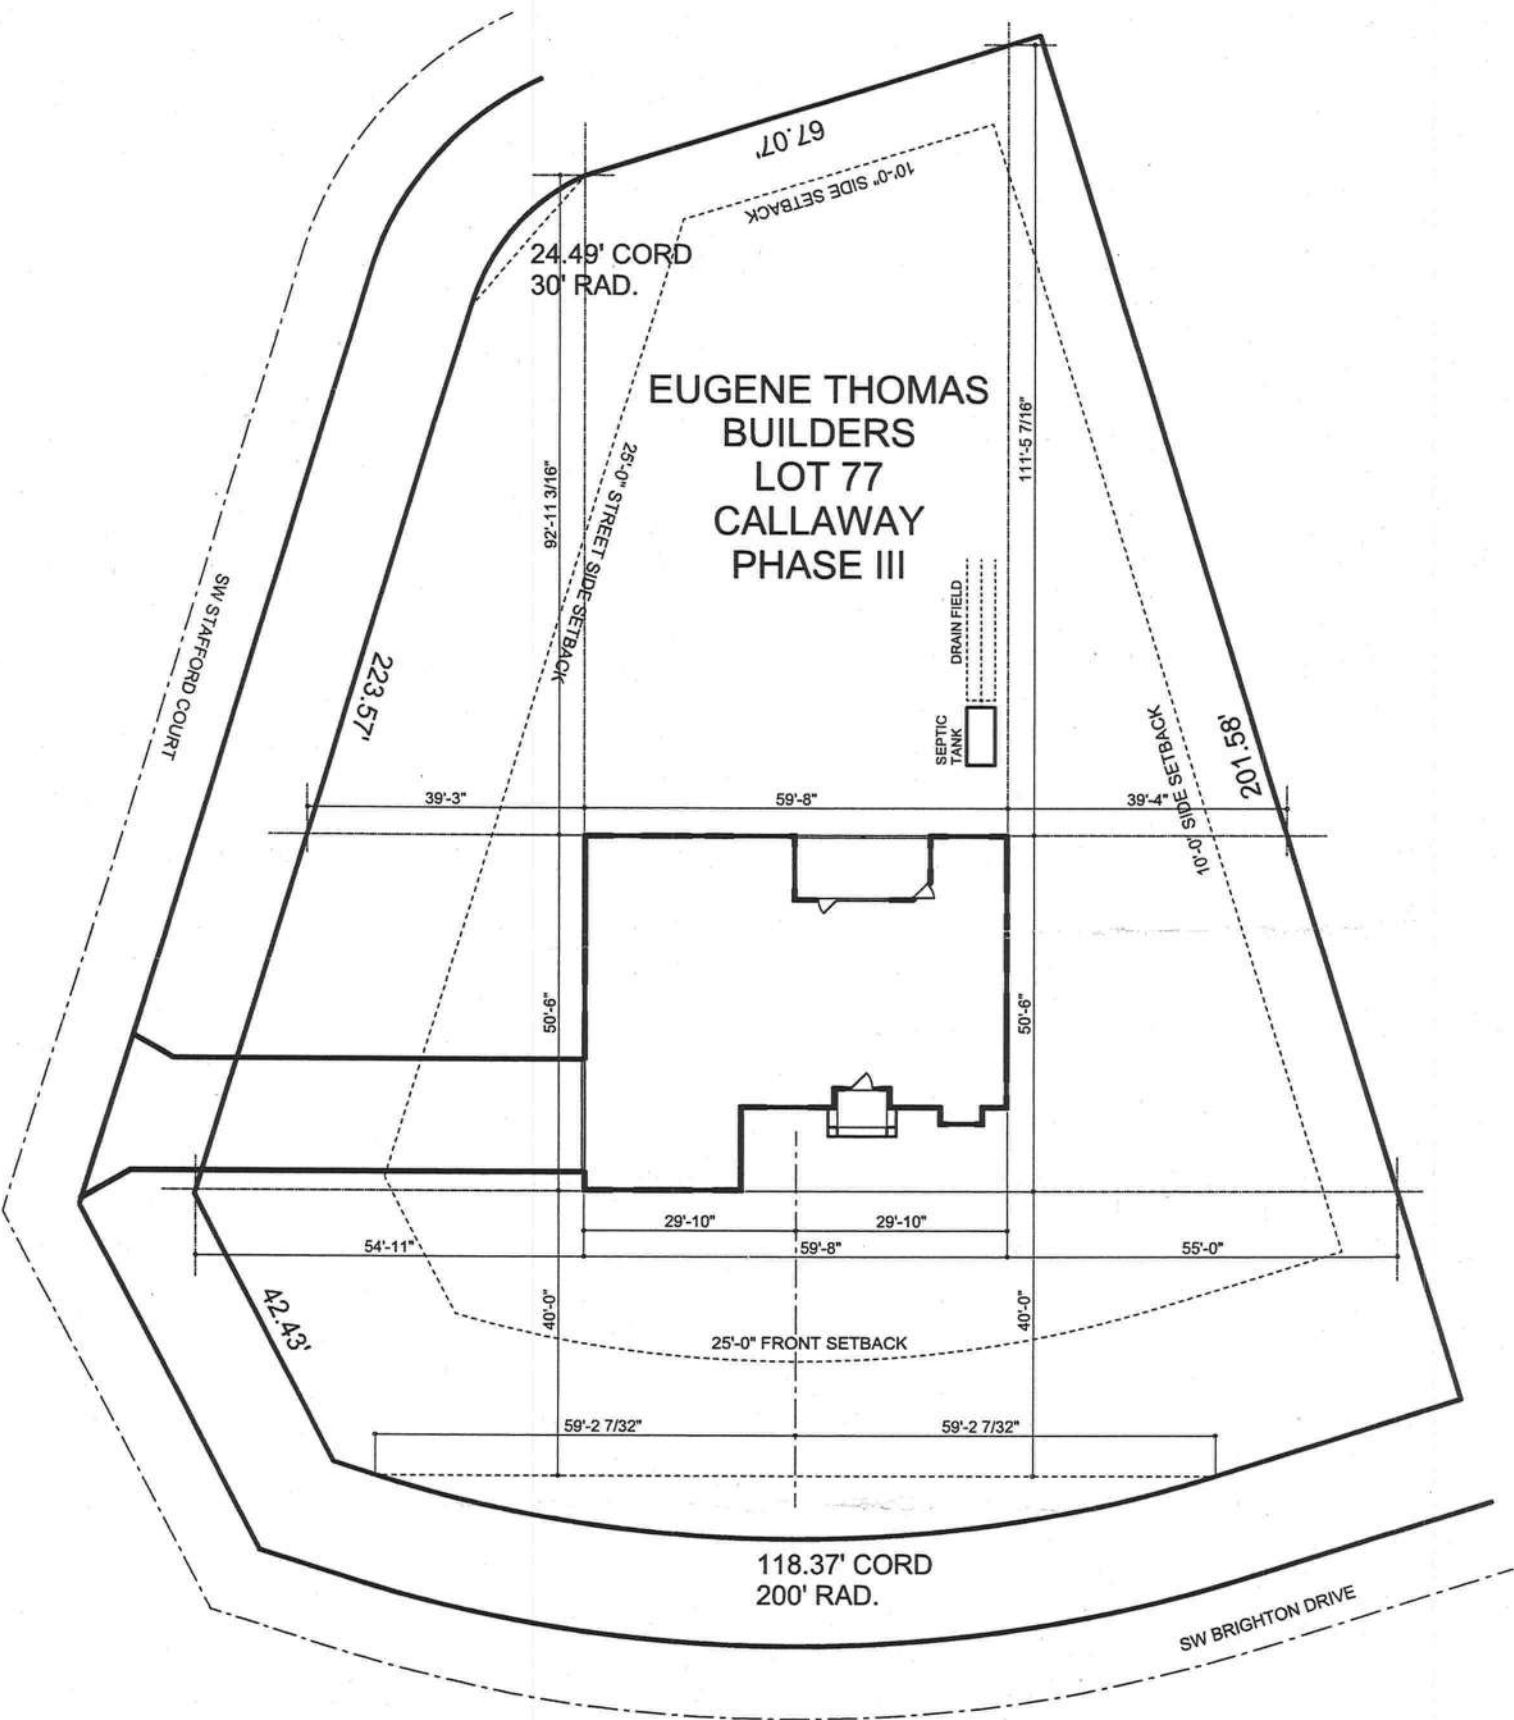 67.07'
10'-0" SIDE SETBACK
24.49' CORD
30' RAD.
EUGENE THOMAS
BUILDERS
LOT 77
CALLAWAY
PHASE III
92'-11 3/16"
111'-5 7/16"
25'-0" STREET SIDE SETBACK
SW STAFFORD COURT
223.57'
DRAIN FIELD
SEPTIC
TANK
10'-0" SIDE SETBACK
201.58'
39'-3"
59'-8"
39'-4"
50'-6"
50'-6"
29'-10"
29'-10"
54'-11"
59'-8"
55'-0"
42.43'
40'-0"
40'-0"
25'-0" FRONT SETBACK
59'-2 7/32"
59'-2 7/32"
118.37' CORD
200' RAD.
SW BRIGHTON DRIVE